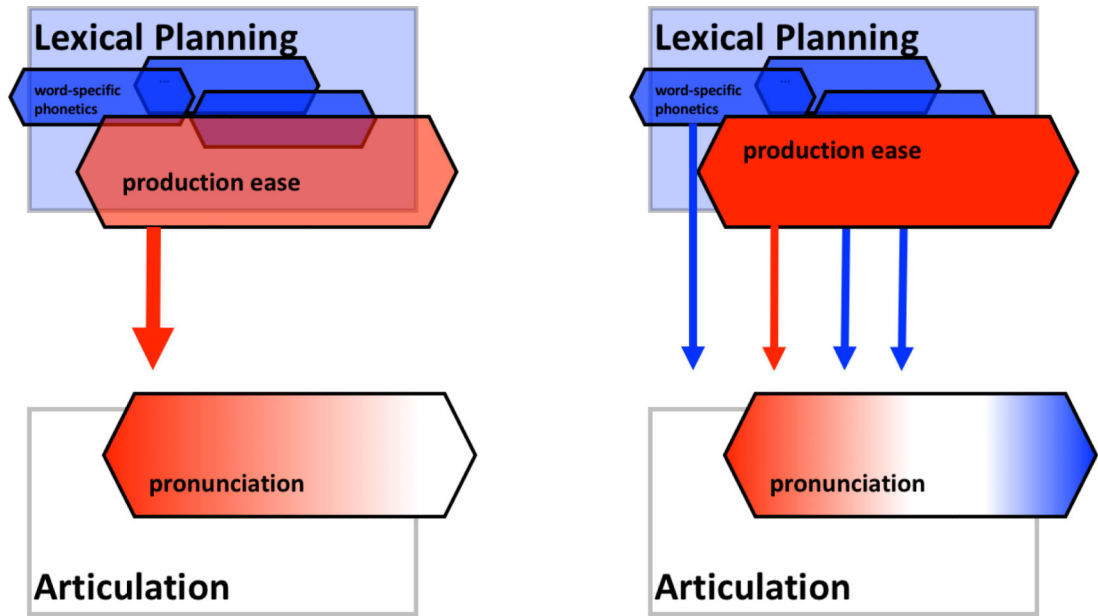 Lexical Planning
...
word-specific
phonetics
production ease
pronunciation
Articulation
Lexical Planning
...
word-specific
phonetics
production ease
pronunciation
Articulation